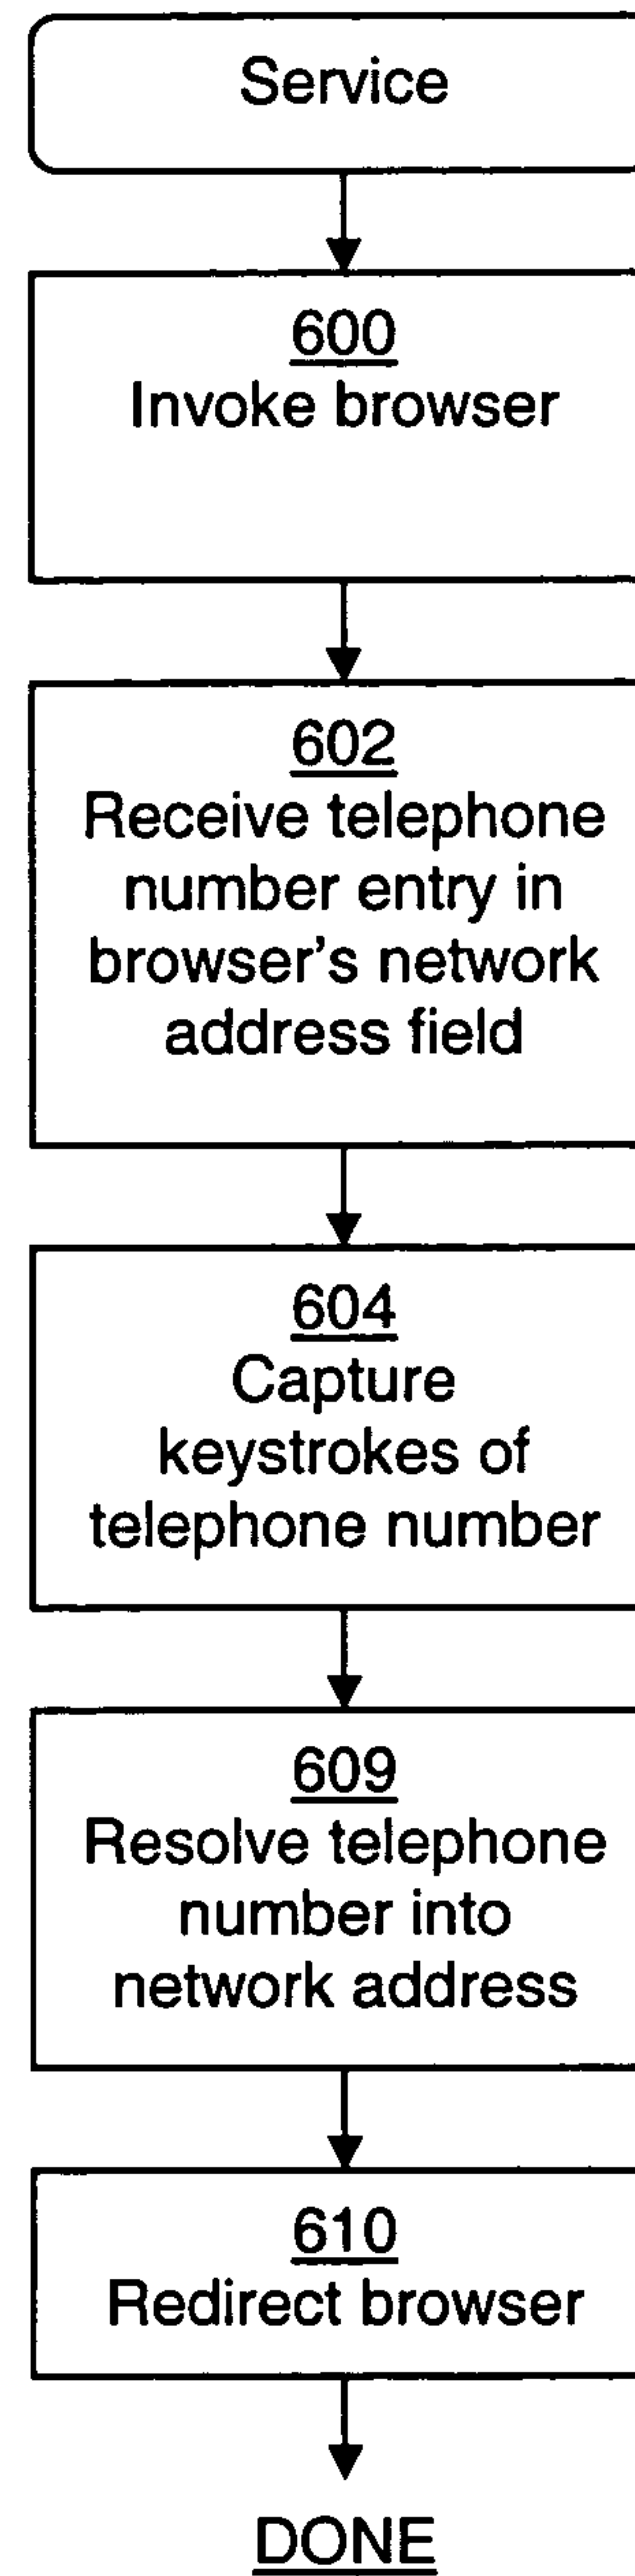 Service
600
Invoke browser
602
Receive telephone
number entry in
browser's network
address field
604
Capture
keystrokes of
telephone number
609
Resolve telephone
number into
network address
610
Redirect browser
DONE